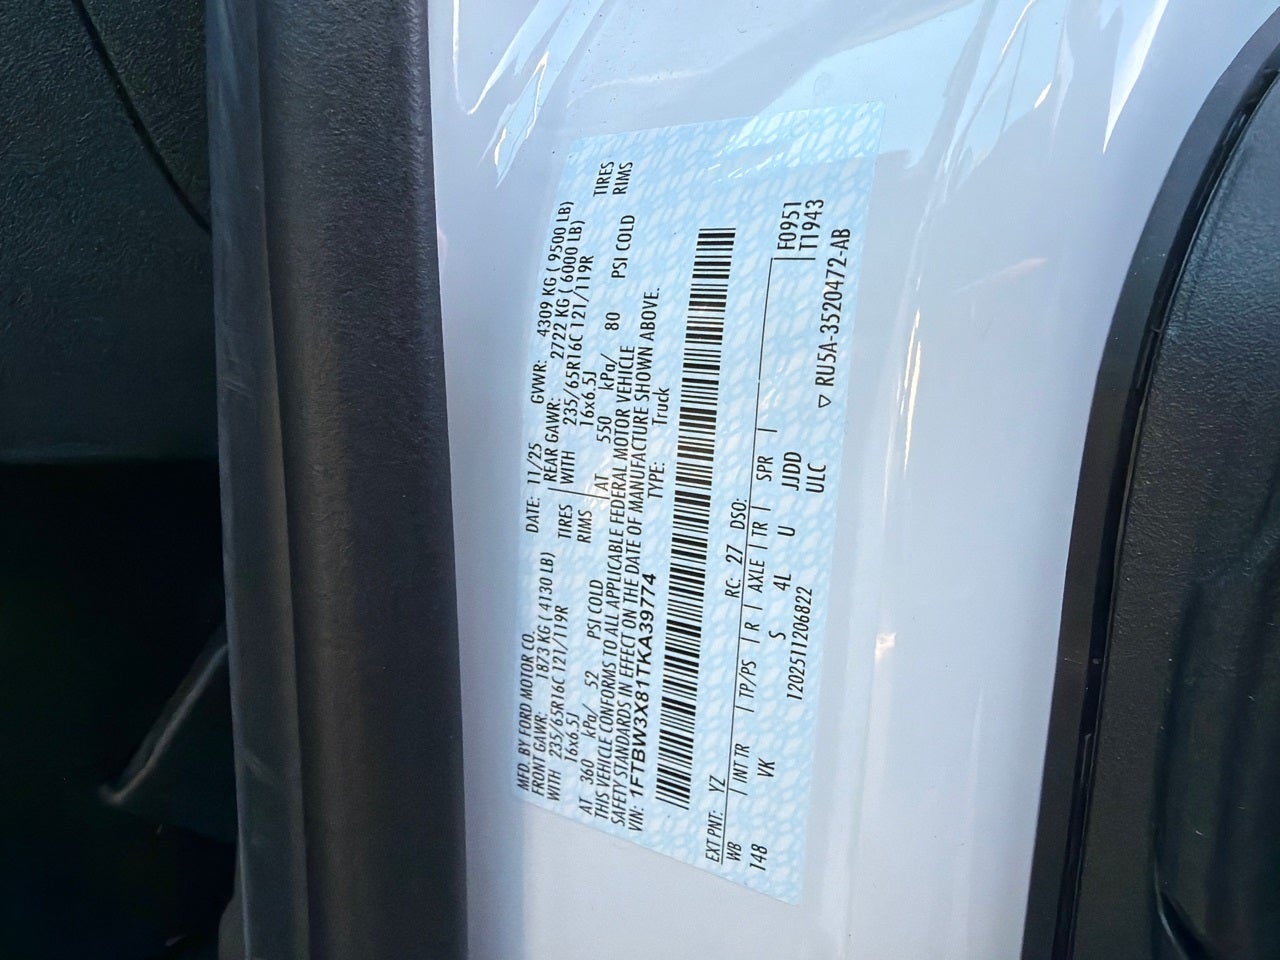 MFD. BY FORD MOTOR CO.
DATE: 11/25 GVWR: 4309 KG ( 9500 LB)
FRONT GAWR: 1873 KG ( 4130 LB) REAR GAWR: 2722 KG ( 6000 LB)
WITH 235/65R16C 121/119R TIRES WITH 235/65R16C 121/119R TIRES
16x6.5J RIMS 16x6.5J RIMS
AT 360 kPa/ 52 PSI COLD AT 550 kPa/ 80 PSI COLD
THIS VEHICLE CONFORMS TO ALL APPLICABLE FEDERAL MOTOR VEHICLE
SAFETY STANDARDS IN EFFECT ON THE DATE OF MANUFACTURE SHOWN ABOVE.
VIN: 1FTBW3X81TKA39774 TYPE: Truck
EXT PNT: YZ RC: 27 DSO:
WB INT TR TP/PS R AXLE TR SPR F0951
148 VK S 4L U JJDD T1943
ULC
1202511206822
▽ RU5A-3520472-AB